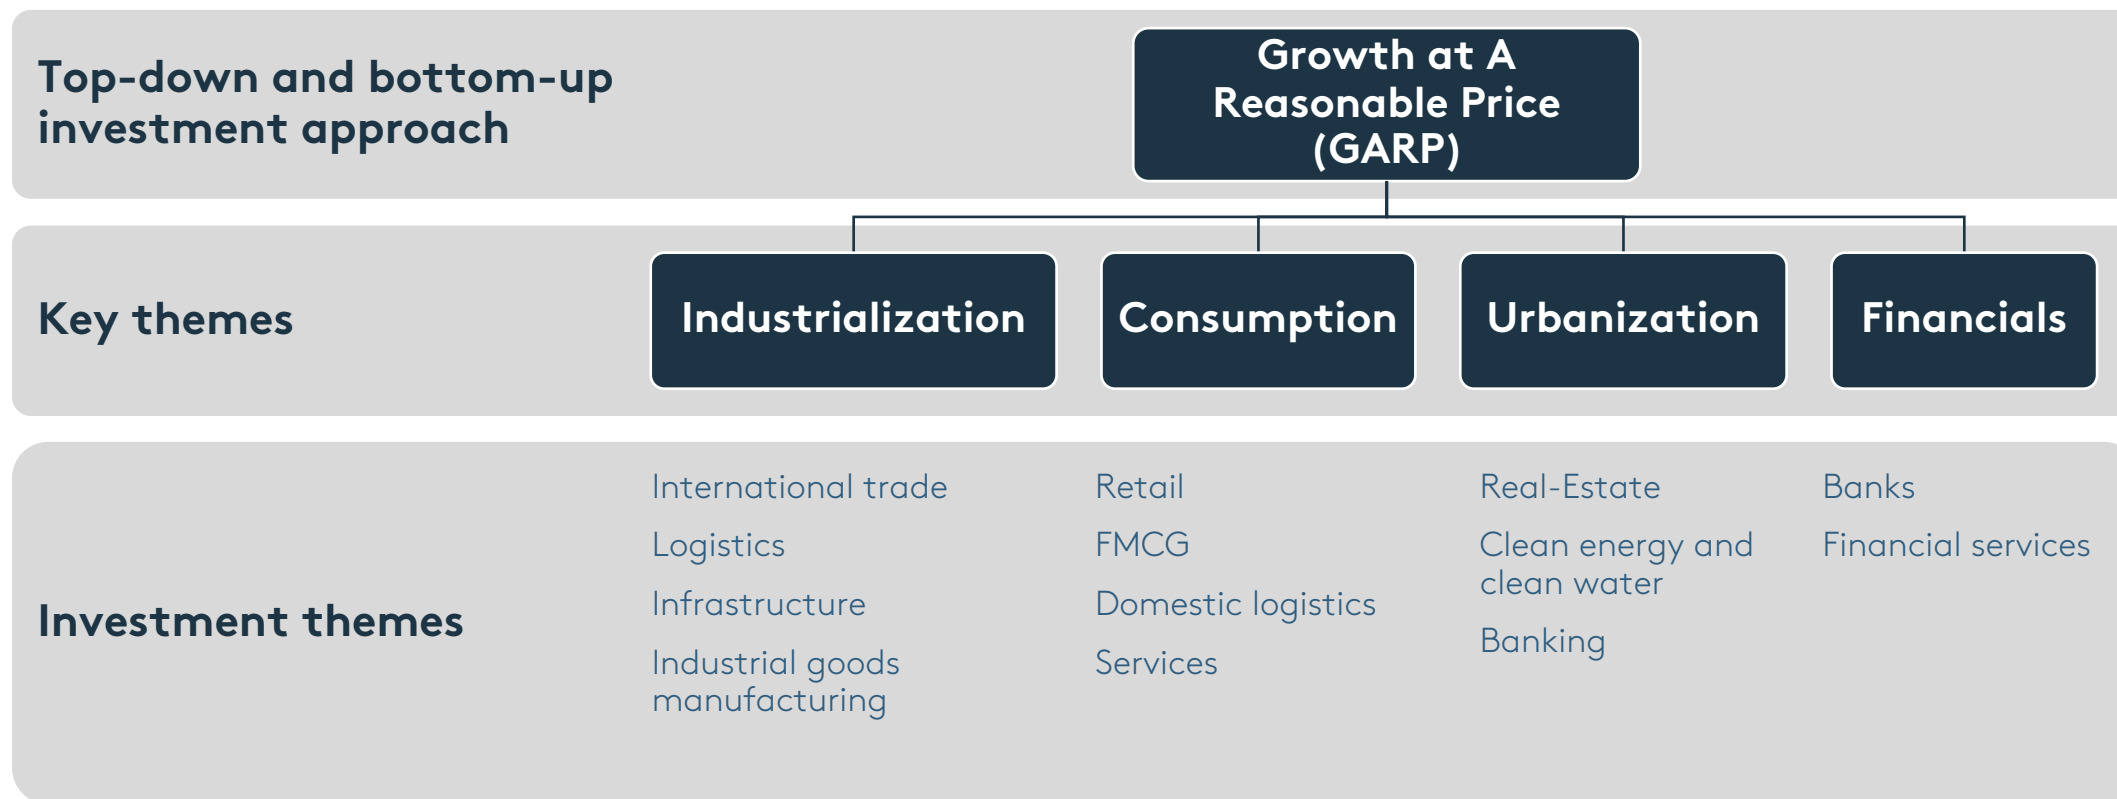 Top-down and bottom-up
investment approach
Growth at A
Reasonable Price
(GARP)
Key themes
Industrialization
Consumption
Urbanization
Financials
Investment themes
International trade
Logistics
Infrastructure
Industrial goods
manufacturing
Retail
FMCG
Domestic logistics
Services
Real-Estate
Clean energy and
clean water
Banking
Banks
Financial services